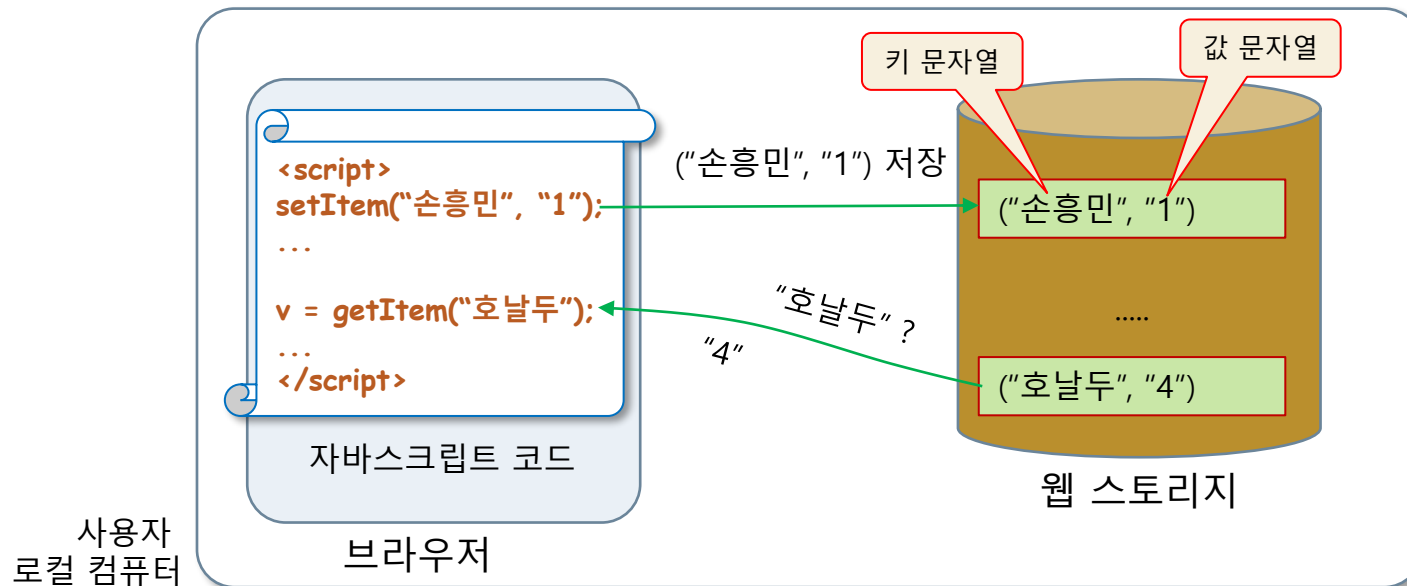 키 문자열
값 문자열
<script>
setItem(“손흥민”, “1”);
...
v = getItem(“호날두”);
...
</script>
자바스크립트 코드
브라우저
(“손흥민”, “1”) 저장
“호날두” ?
“4”
(“손흥민”, “1”)
.....
(“호날두”, “4”)
웹 스토리지
사용자
로컬 컴퓨터